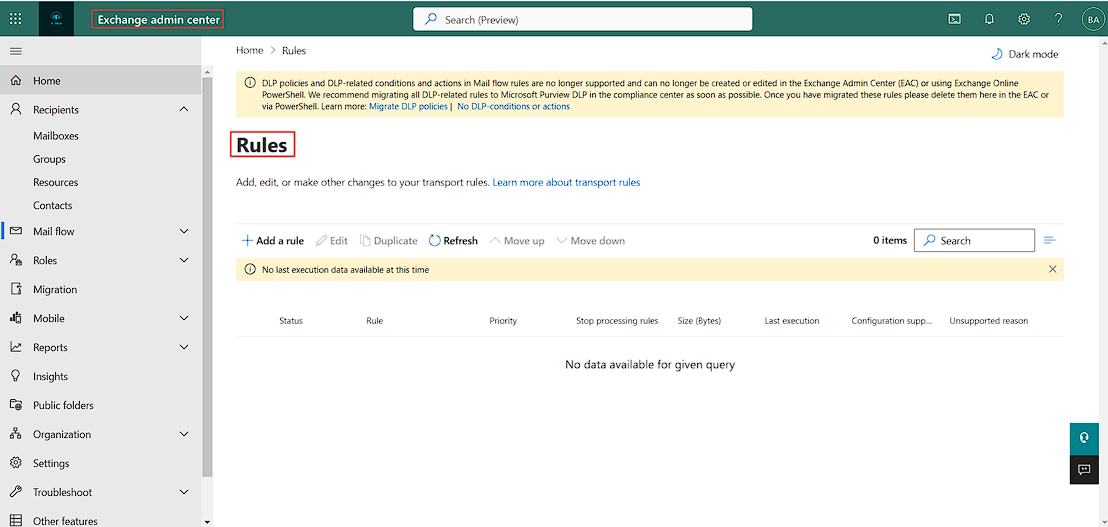 Exchange admin center
Search (Preview)
?
BA
Home
Recipients
Mailboxes
Groups
Resources
Contacts
Mail flow
Roles
Migration
Mobile
Reports
Insights
Public folders
Organization
Settings
Troubleshoot
Other features
Home > Rules
Dark mode
DLP policies and DLP-related conditions and actions in Mail flow rules are no longer supported and can no longer be created or edited in the Exchange Admin Center (EAC) or using Exchange Online
PowerShell. We recommend migrating all DLP-related rules to Microsoft Purview DLP in the compliance center as soon as possible. Once you have migrated these rules please delete them here in the EAC or
via PowerShell. Learn more: Migrate DLP policies | No DLP-conditions or actions
Rules
Add, edit, or make other changes to your transport rules. Learn more about transport rules
Add a rule Edit Duplicate Refresh Move up Move down 0 items Search
No last execution data available at this time
Status Rule Priority Stop processing rules Size (Bytes) Last execution Configuration supp... Unsupported reason
No data available for given query